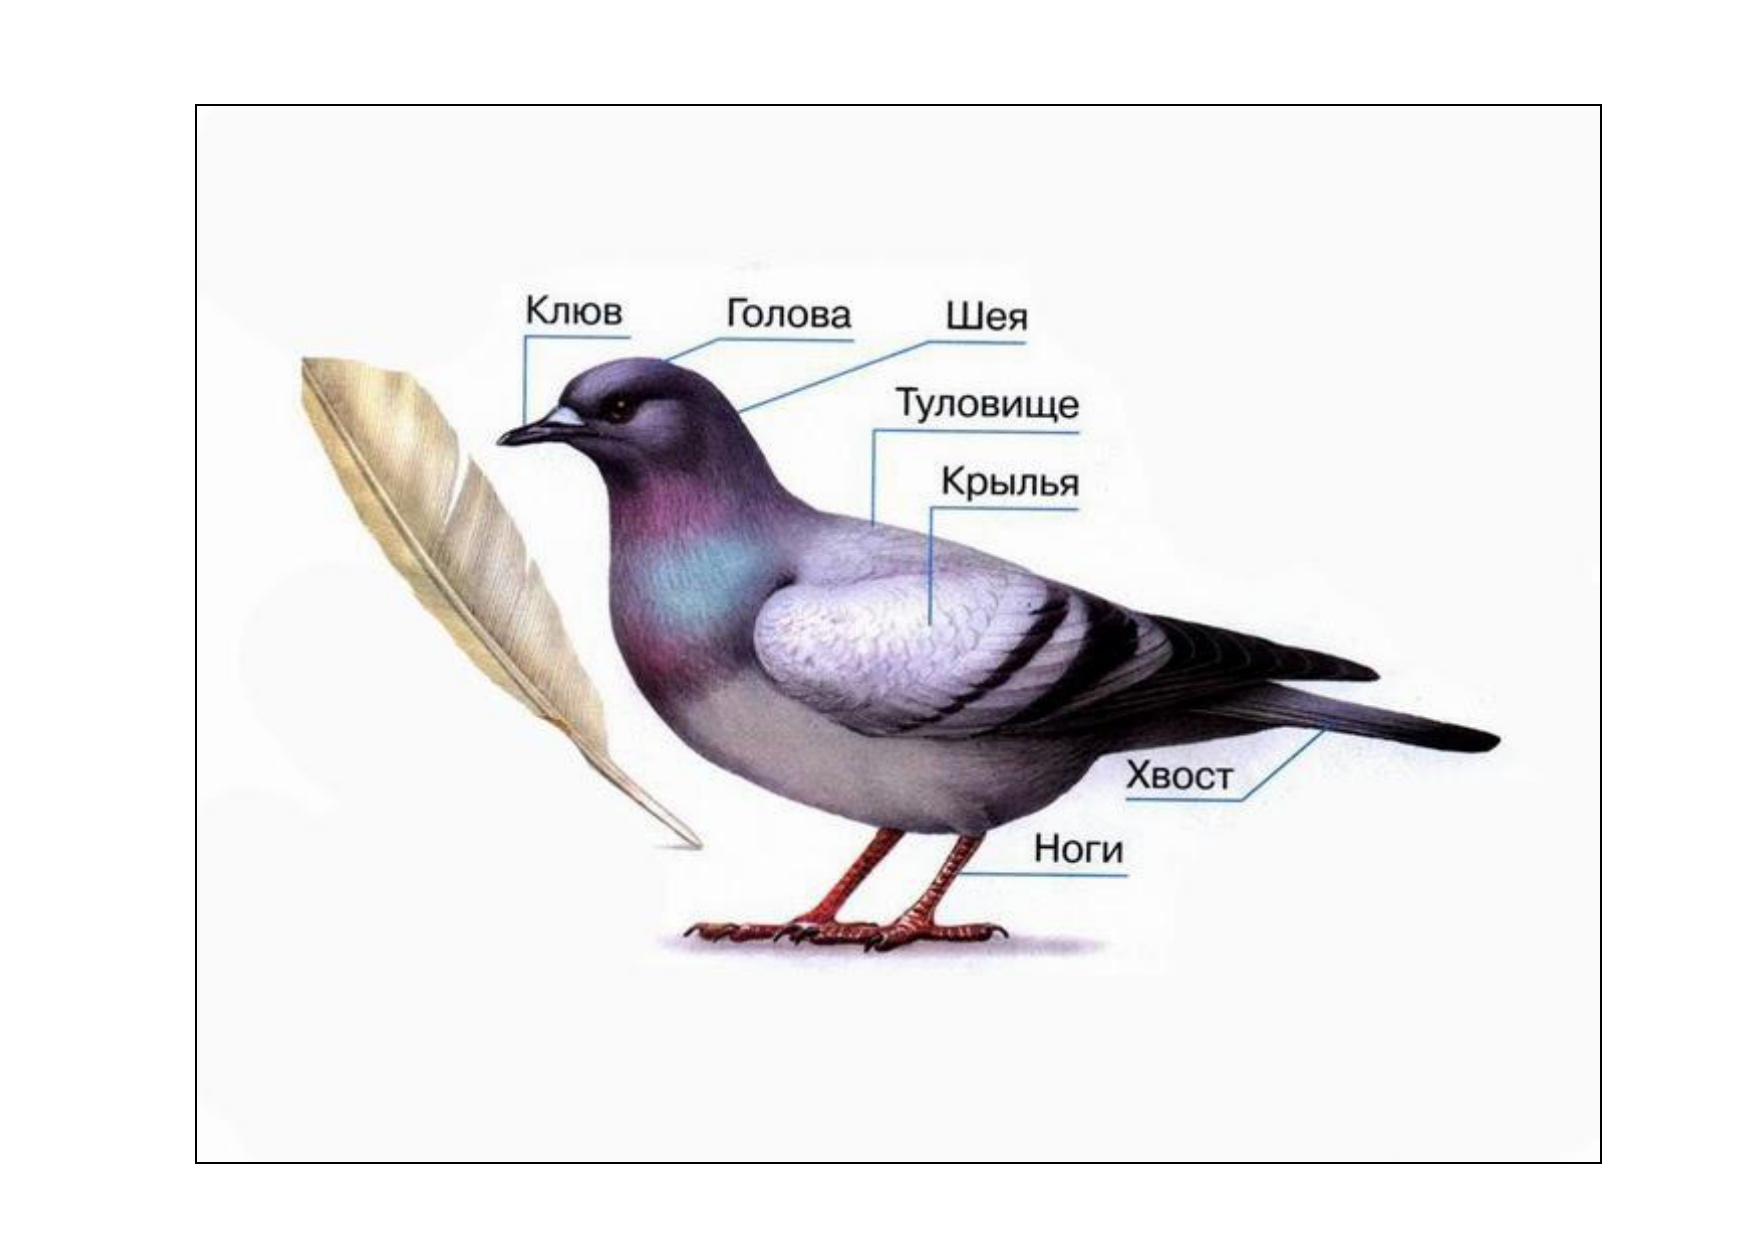 Клюв
Голова
Шея
Туловище
Крылья
Хвост
Ноги